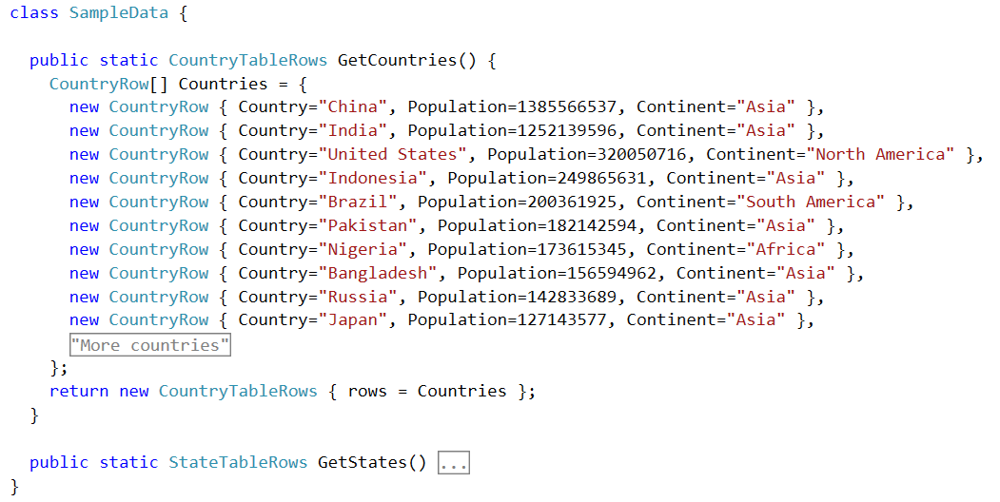 class SampleData {
public static CountryTableRows GetCountries() {
CountryRow[] Countries = {
new CountryRow { Country="China", Population=1385566537, Continent="Asia" },
new CountryRow { Country="India", Population=1252139596, Continent="Asia" },
new CountryRow { Country="United States", Population=320050716, Continent="North America" },
new CountryRow { Country="Indonesia", Population=249865631, Continent="Asia" },
new CountryRow { Country="Brazil", Population=200361925, Continent="South America" },
new CountryRow { Country="Pakistan", Population=182142594, Continent="Asia" },
new CountryRow { Country="Nigeria", Population=173615345, Continent="Africa" },
new CountryRow { Country="Bangladesh", Population=156594962, Continent="Asia" },
new CountryRow { Country="Russia", Population=142833689, Continent="Asia" },
new CountryRow { Country="Japan", Population=127143577, Continent="Asia" },
"More countries"
};
return new CountryTableRows { rows = Countries };
}
public static StateTableRows GetStates() ...
}